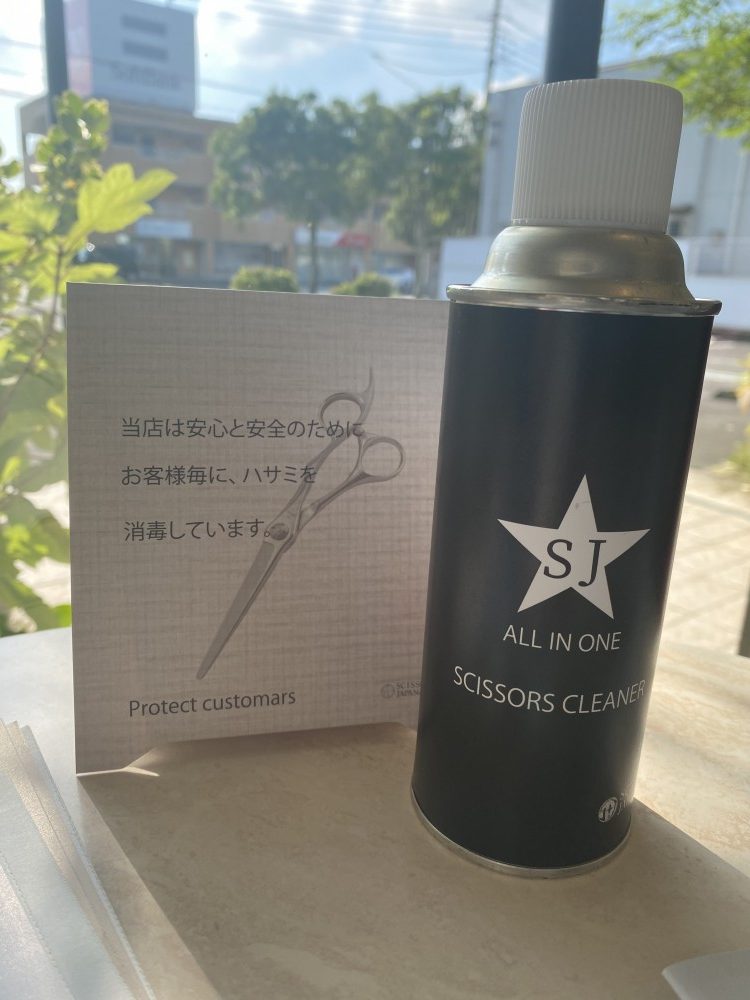 当店は安心と安全のために
お客様毎に、ハサミを
消毒しています。
Protect customars
SJ
ALL IN ONE
SCISSORS CLEANER